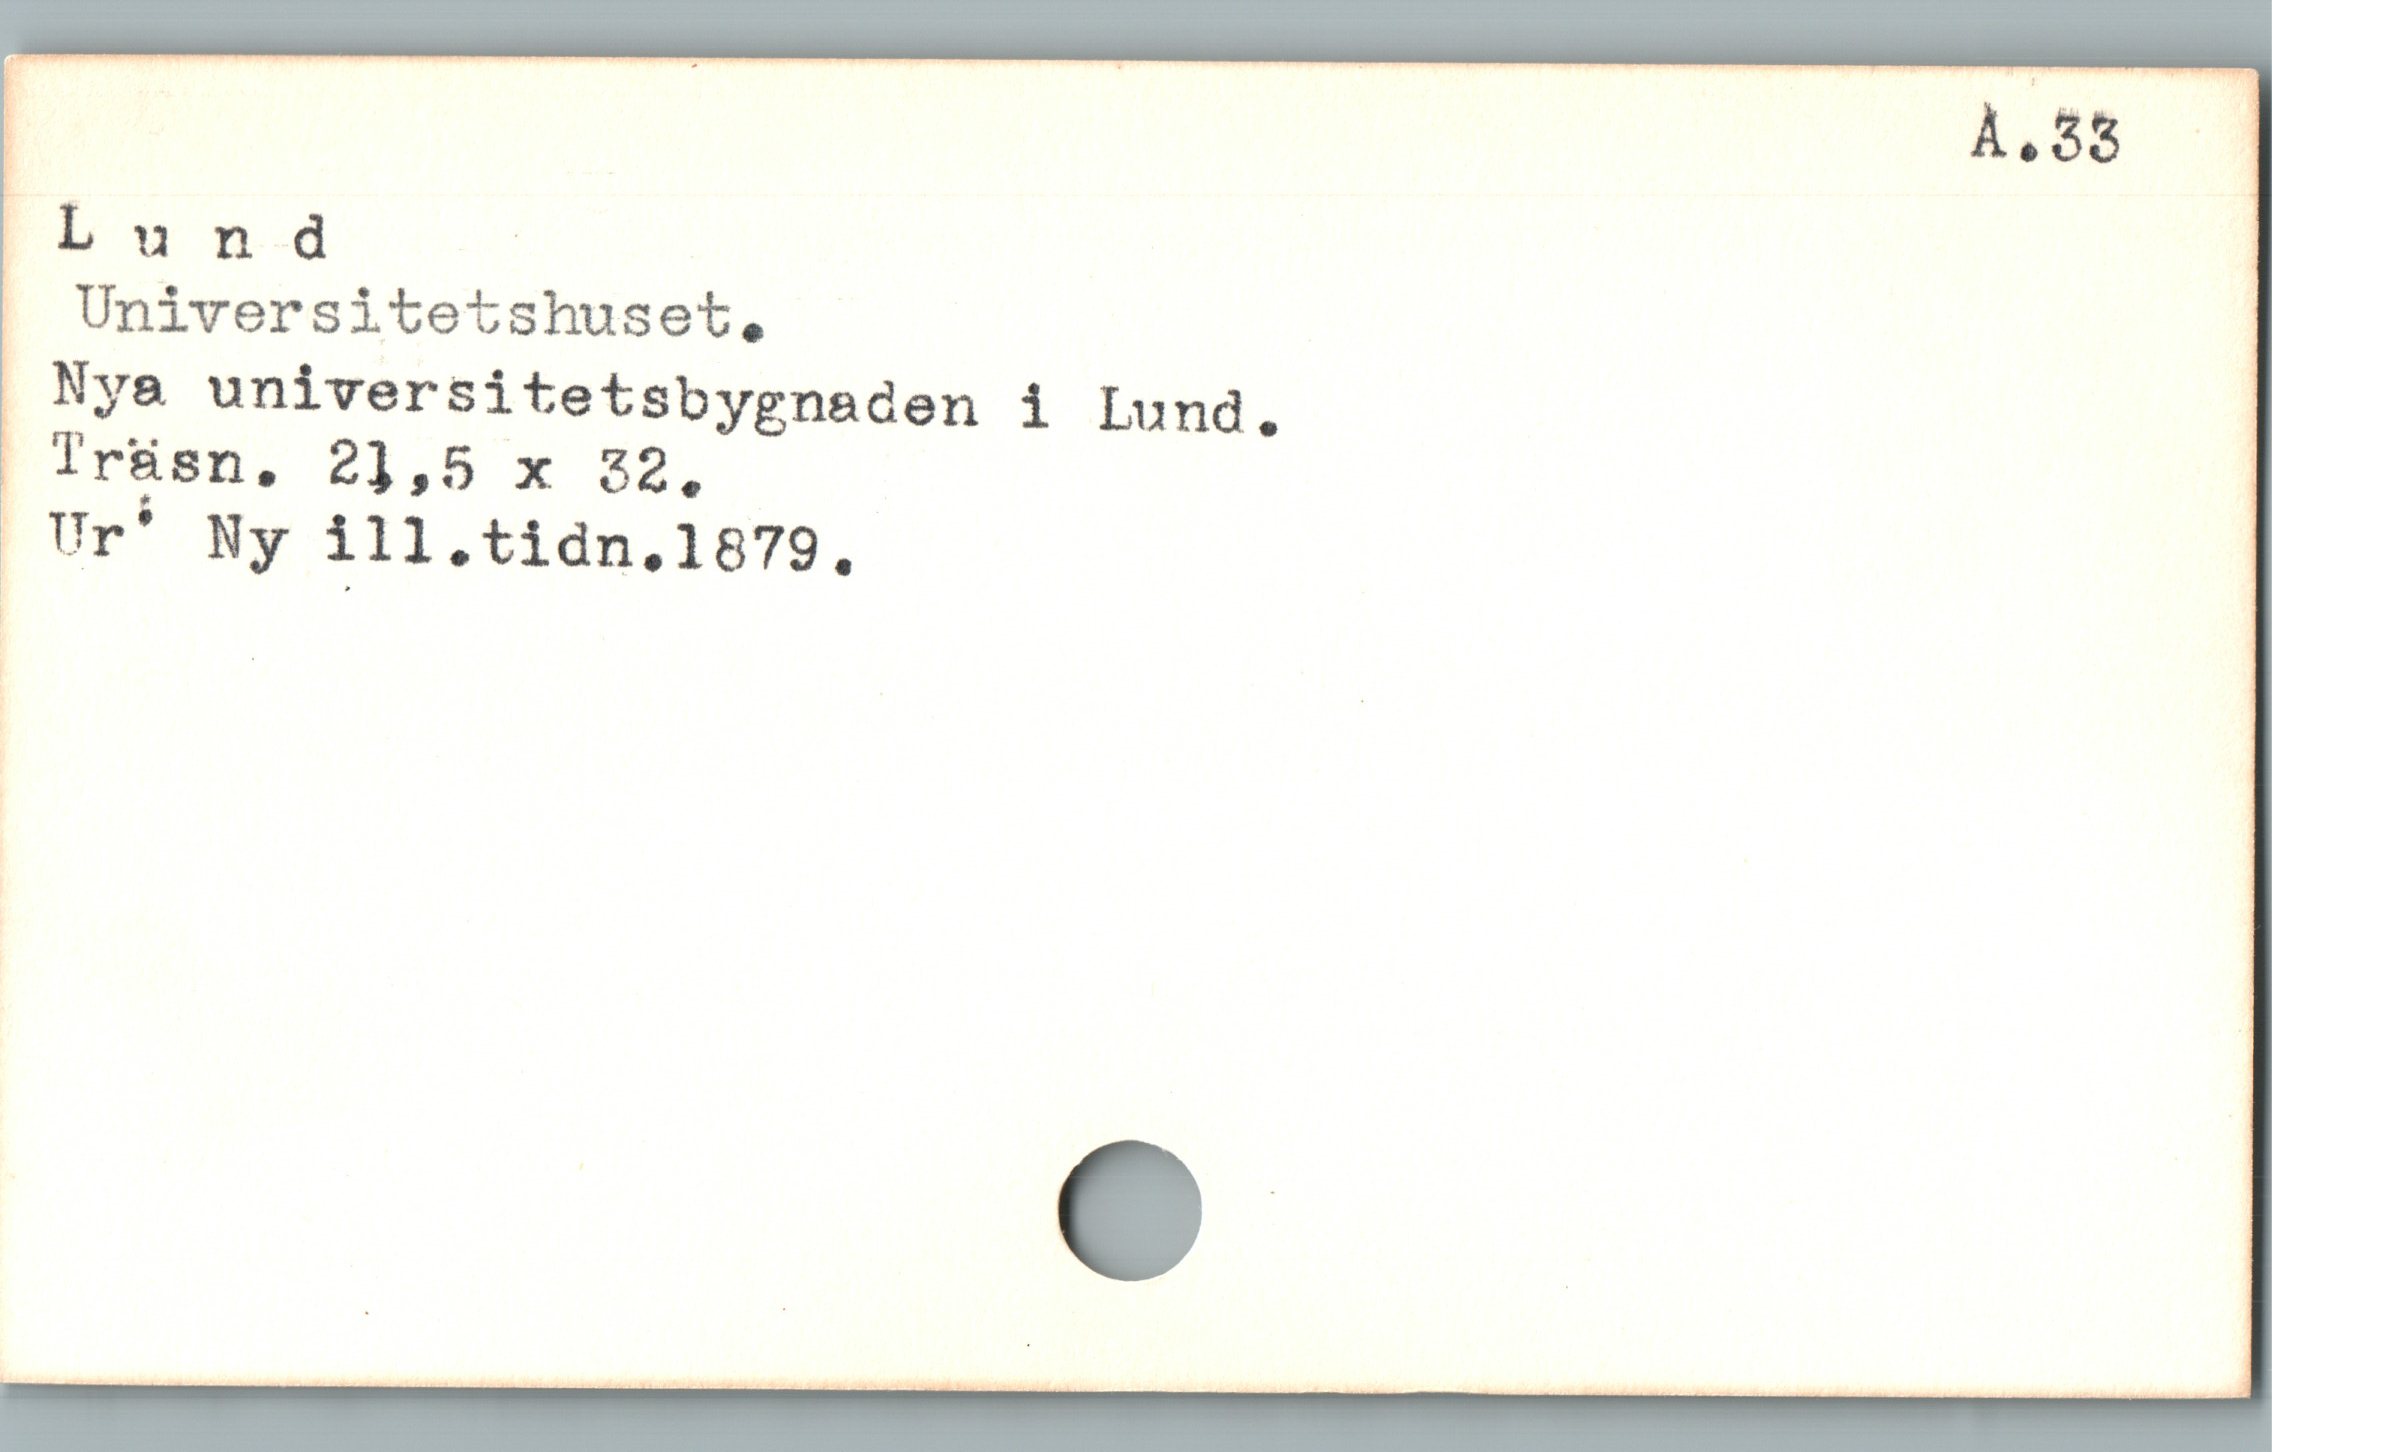 A.33
L u n d
Universitetshuset.
Nya universitetsbygnaden i Lund.
Träsn. 21,5 x 32.
Ur: Ny ill.tidn.1879.